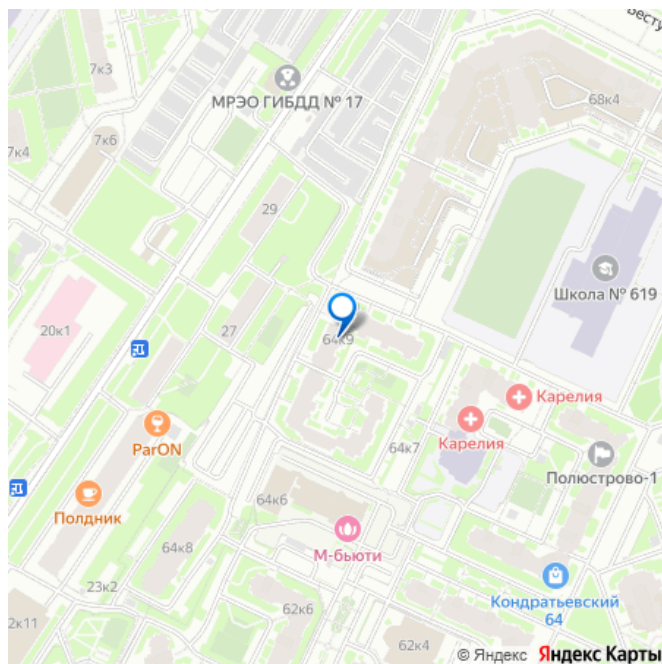 Бесту
7к3
МРЭО ГИБДД № 17
68к4
7к6
7к4
29
Школа № 619
20к1
27
64к9
Карелия
ParON
Карелия
64к7
Полюстрово-1
Полдник
64к6
64к8
М-бьюти
23к2
Кондратьевский
64
62к6
2к11
62к4
© Яндекс Яндекс Карты